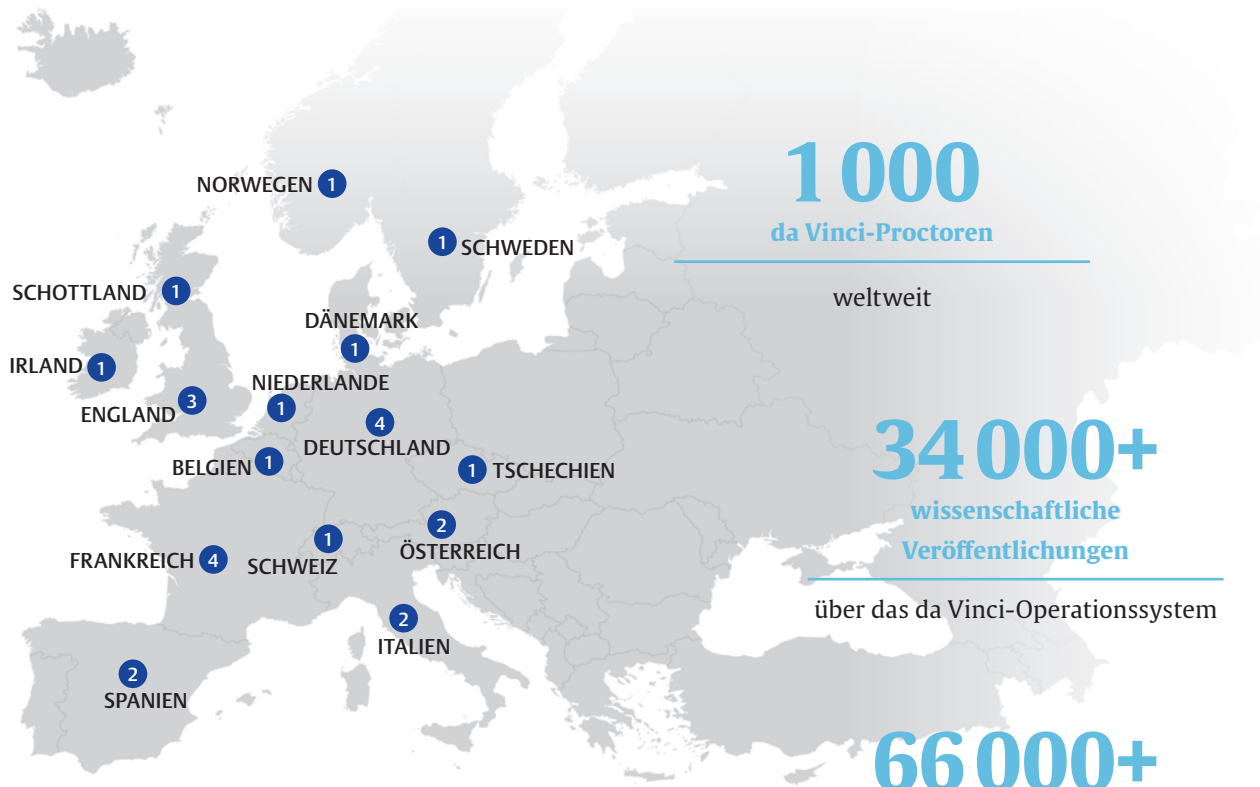 NORWEGEN 1
1 SCHWEDEN
SCHOTTLAND 1
DÄNEMARK
1
IRLAND 1
NIEDERLANDE
1
ENGLAND 3
4
DEUTSCHLAND
BELGIEN 1
1 TSCHECHIEN
2
ÖSTERREICH
1
SCHWEIZ
FRANKREICH 4
2
ITALIEN
2
SPANIEN
1 000
da Vinci-Proctoren
weltweit
34 000+
wissenschaftliche
Veröffentlichungen
über das da Vinci-Operationssystem
66 000+